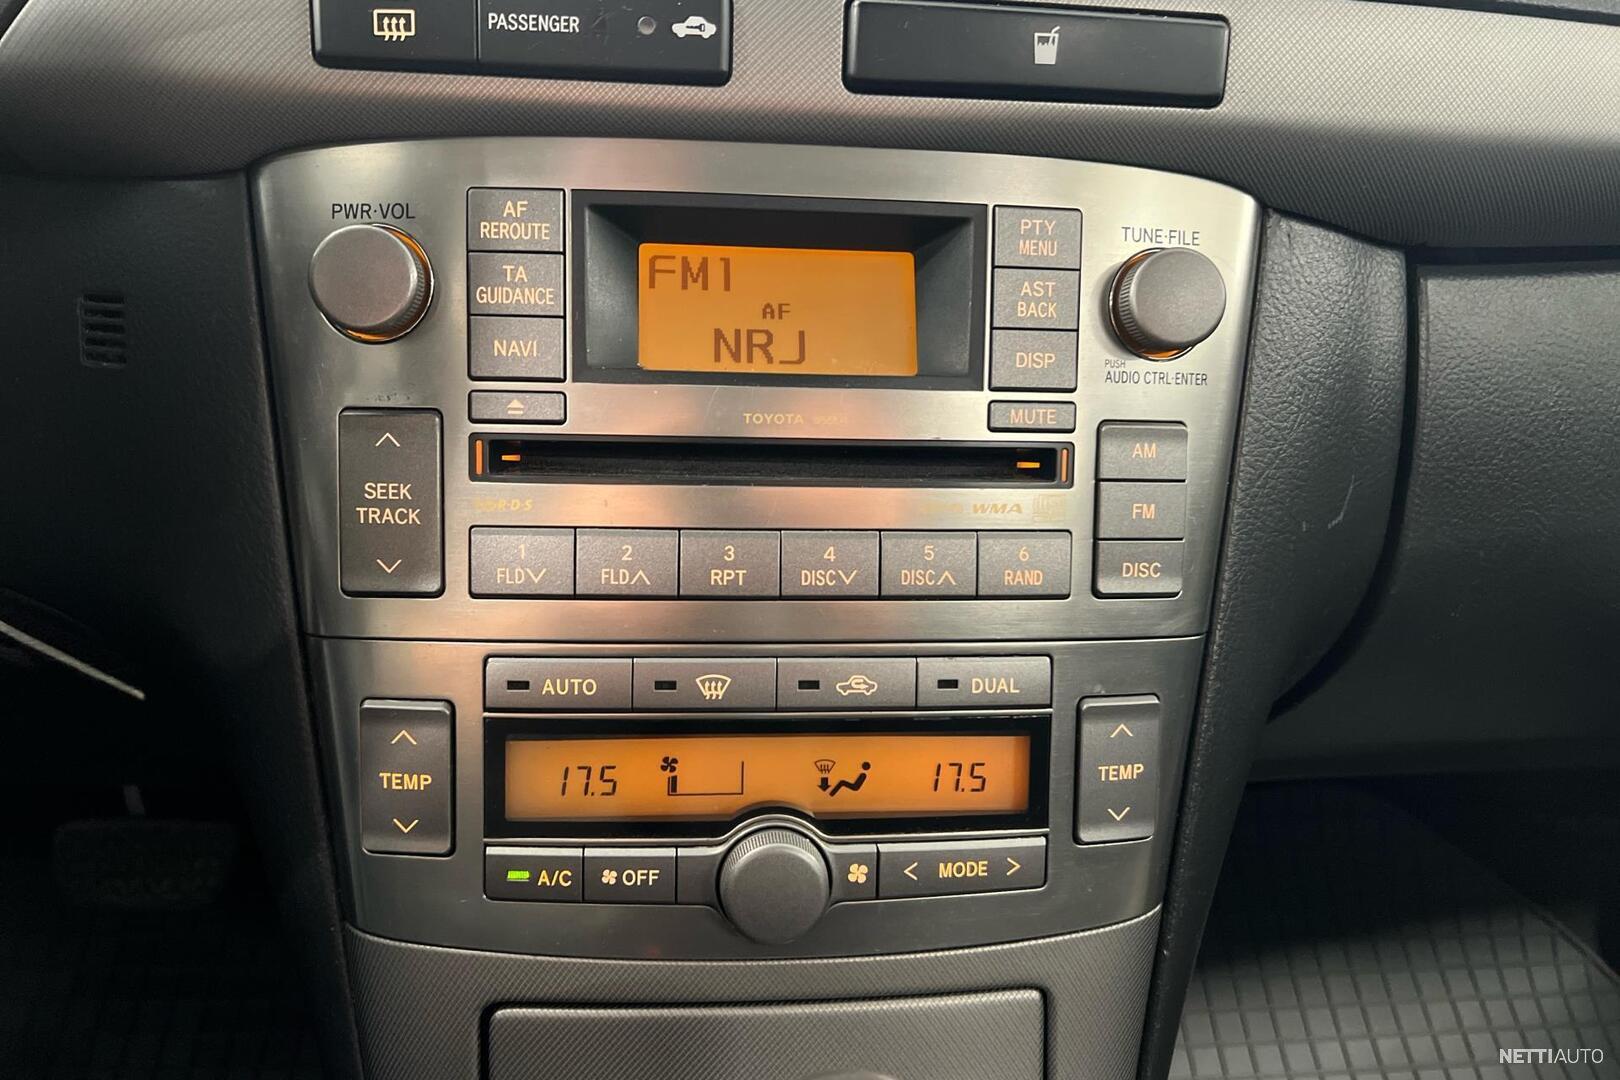 PASSENGER
PWR·VOL
AF
REROUTE
TA
GUIDANCE
NAVI
FM1
AF
NRJ
PTY
MENU
AST
BACK
DISP
TUNE·FILE
PUSH
AUDIO CTRL·ENTER
TOYOTA
MUTE
SEEK
TRACK
R·D·S
WMA
AM
FM
DISC
1
FLD
2
FLD
3
RPT
4
DISC
5
DISC
6
RAND
AUTO
DUAL
TEMP
17.5
17.5
TEMP
A/C
OFF
< MODE >
NETTIAUTO